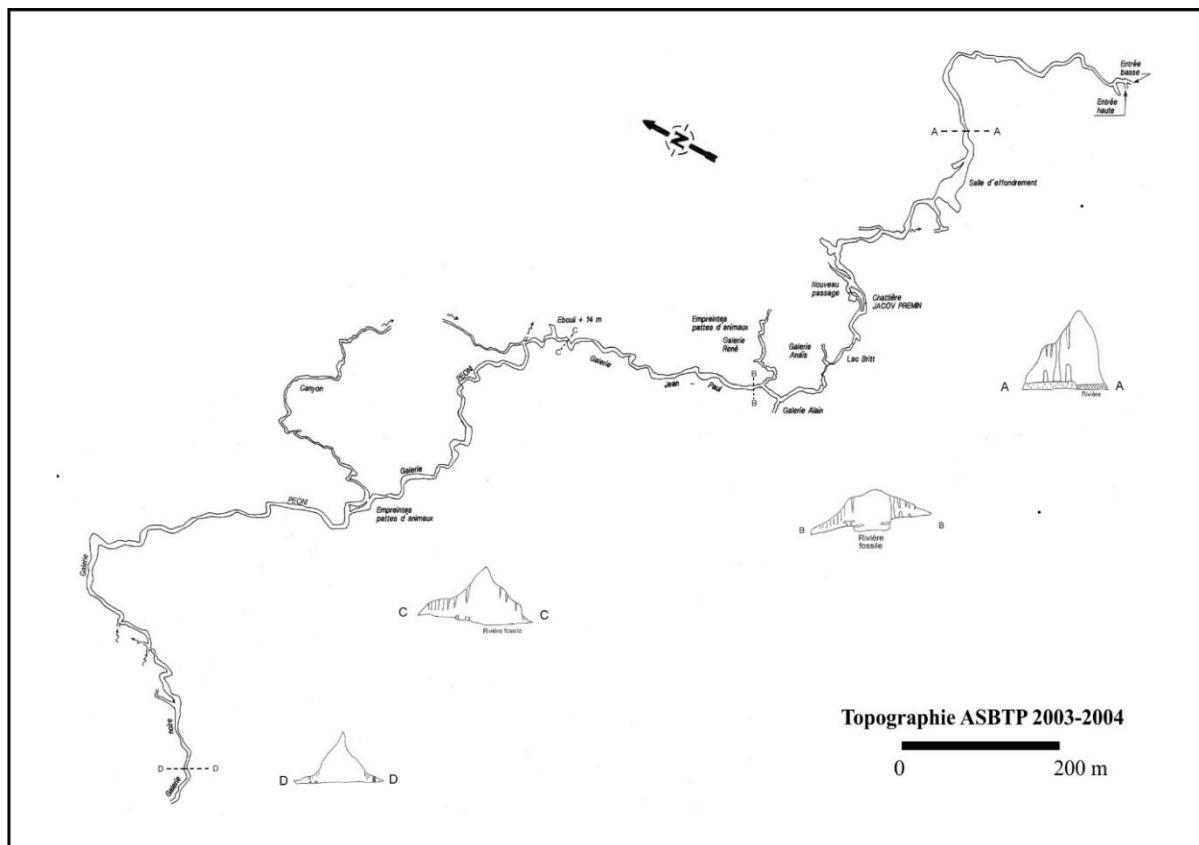 Entrée
basse
Entrée
haute
N
A
A
Salle d'effondrement
Nouveau
passage
Chattière
JACOV PREMIN
Eboul + 14 m
C
C
Empreintes
pattes d'animaux
Galerie
René
Galerie
Anaïs
Lac Britt
Galerie
Jean
Paul
B
B
Galerie Alain
PEONI
Canyon
Galerie
PEONI
Empreintes
pattes d'animaux
Galerie
A
A
Rivière
B
B
Rivière
fossile
C
C
Rivière fossile
noire
Galerie
D
D
D
D
Topographie ASBTP 2003-2004
0
200 m